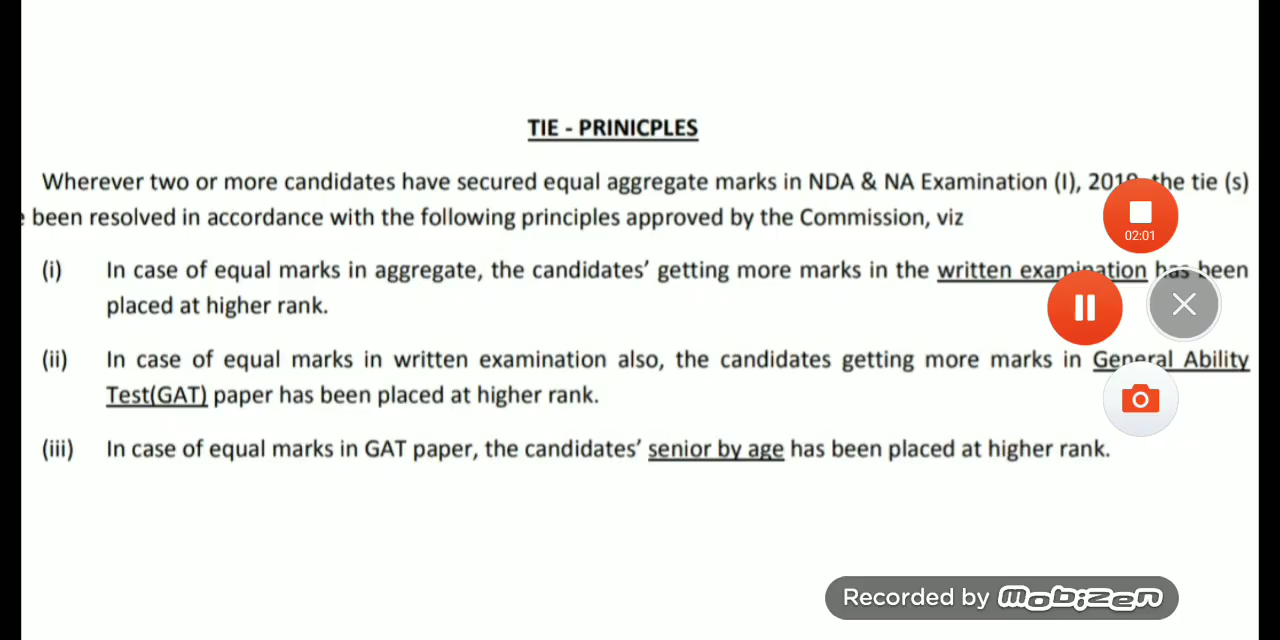 TIE - PRINICPLES
Wherever two or more candidates have secured equal aggregate marks in NDA & NA Examination (I), the tie (s)
been resolved in accordance with the following principles approved by the Commission, viz
(i) In case of equal marks in aggregate, the candidates’ getting more marks in the written examination has been
placed at higher rank.
(ii) In case of equal marks in written examination also, the candidates getting more marks in General Ability
Test(GAT) paper has been placed at higher rank.
(iii) In case of equal marks in GAT paper, the candidates’ senior by age has been placed at higher rank.
02:01
Recorded by mobizen